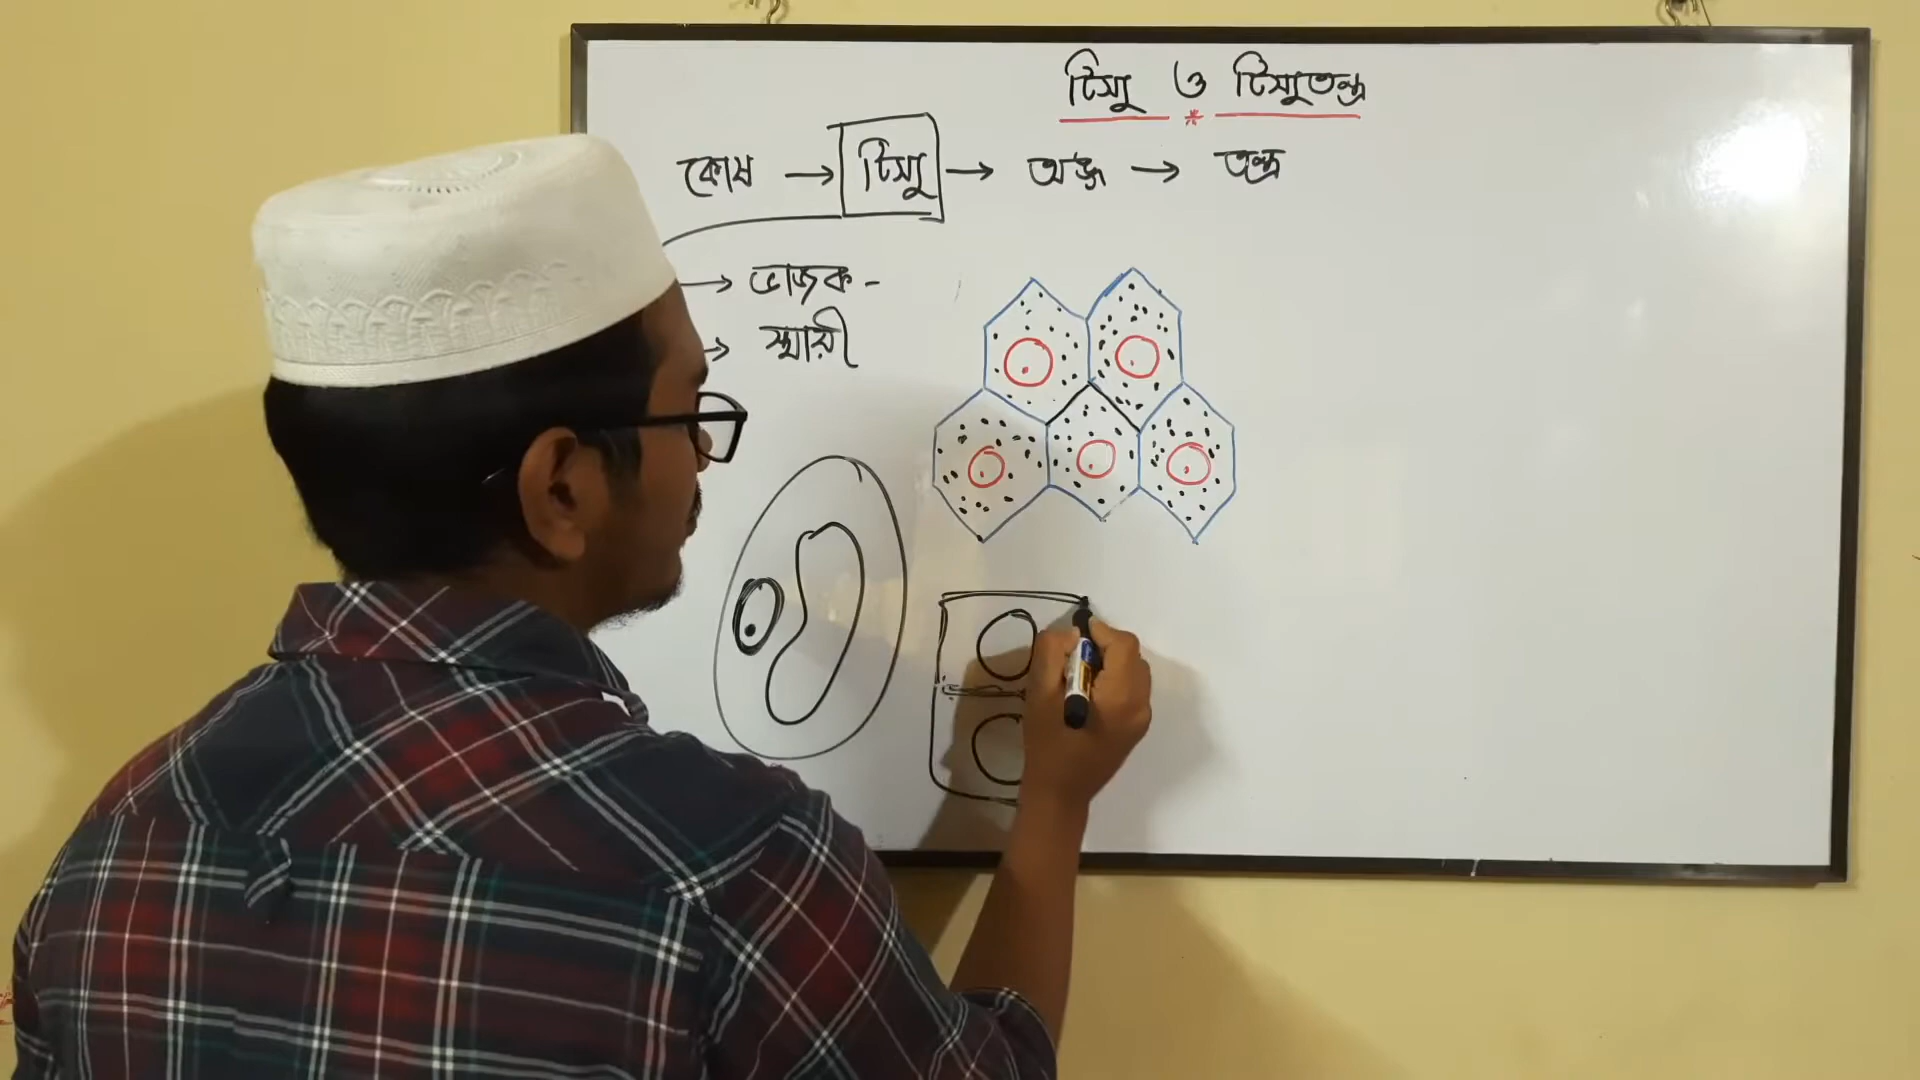 টিস্যু ও টিস্যুতন্ত্র
কোষ → টিস্যু → অঙ্গ → তন্ত্র
→ ভাজক -
→ স্থায়ী